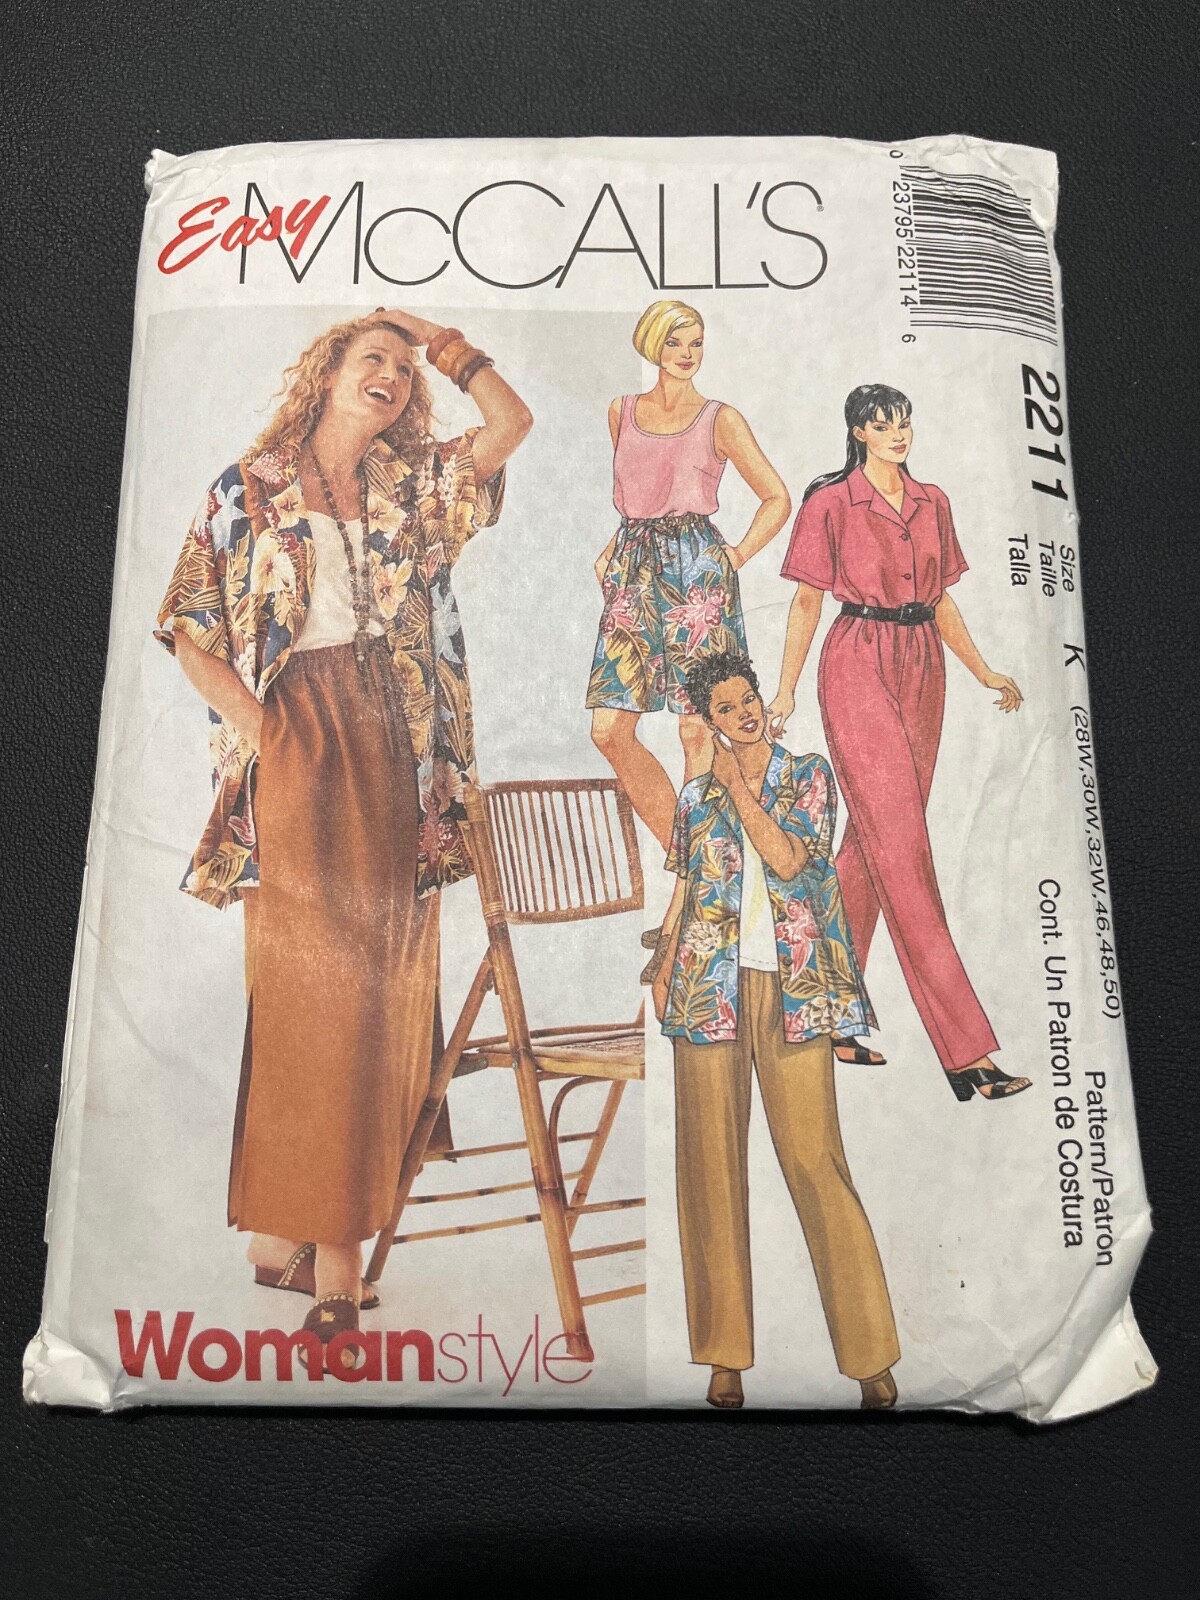 Easy McCALL'S®
0 23795 22114 6
2211
Size
Taille
Talla
K (28W,30W,32W,46,48,50)
Pattern/Patron
Cont. Un Patron de Costura
Womanstyle